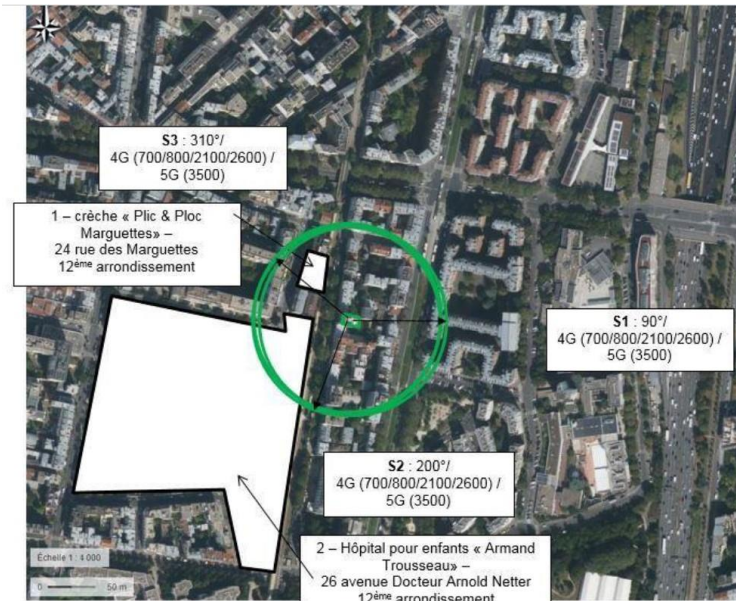 S3 : 310°/
4G (700/800/2100/2600) /
5G (3500)
1 – crèche « Plic & Ploc
Marguettes» –
24 rue des Marguettes
12ème arrondissement
S1 : 90°/
4G (700/800/2100/2600) /
5G (3500)
S2 : 200°/
4G (700/800/2100/2600) /
5G (3500)
2 – Hôpital pour enfants « Armand
Trousseau» –
26 avenue Docteur Arnold Netter
12ème arrondissement
Échelle 1 : 4 000
0 50 m